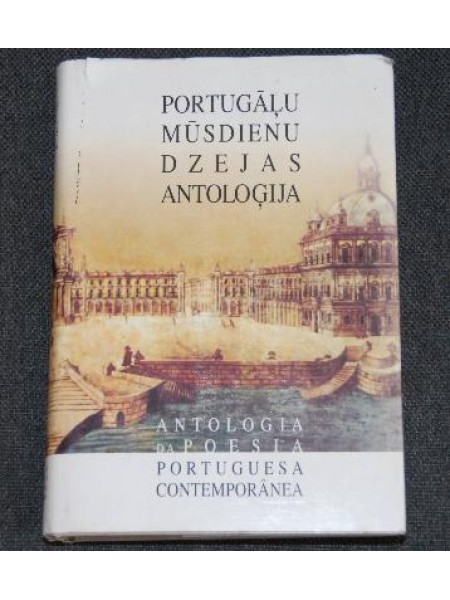 PORTUGĀĻU
MŪSDIENU
DZEJAS
ANTOLOĢIJA
ANTOLOGIA
DA POESIA
PORTUGUESA
CONTEMPORÂNEA